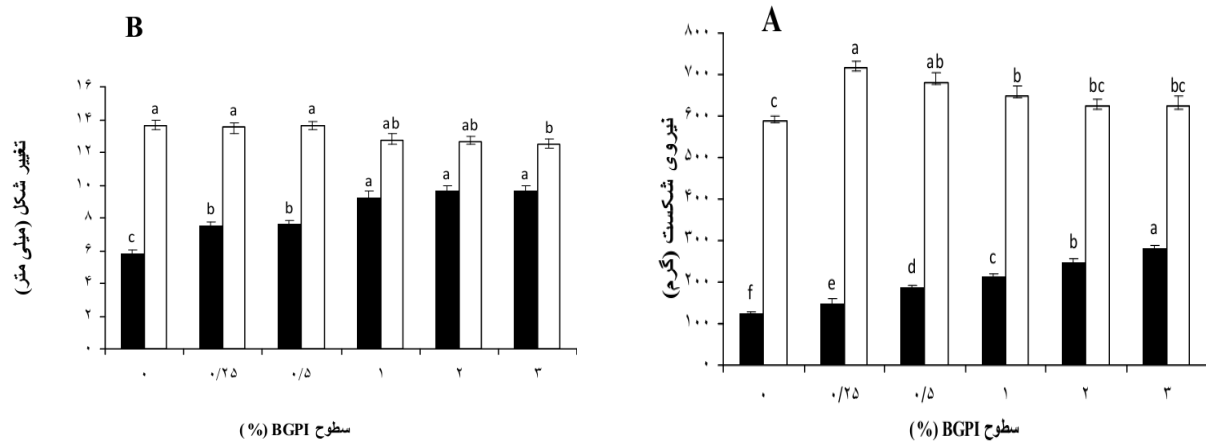 B
تغییر شکل (میلی متر)
۱۶
۱۴
۱۲
۱۰
۸
۶
۴
۲
۰
a a a ab ab b
c b b a a a
۰ ۰/۲۵ ۰/۵ ۱ ۲ ۳
سطوح BGPI (%)
A
نیروی شکست (گرم)
۸۰۰
۷۰۰
۶۰۰
۵۰۰
۴۰۰
۳۰۰
۲۰۰
۱۰۰
۰
c a ab b bc bc
f e d c b a
۰ ۰/۲۵ ۰/۵ ۱ ۲ ۳
سطوح BGPI (%)